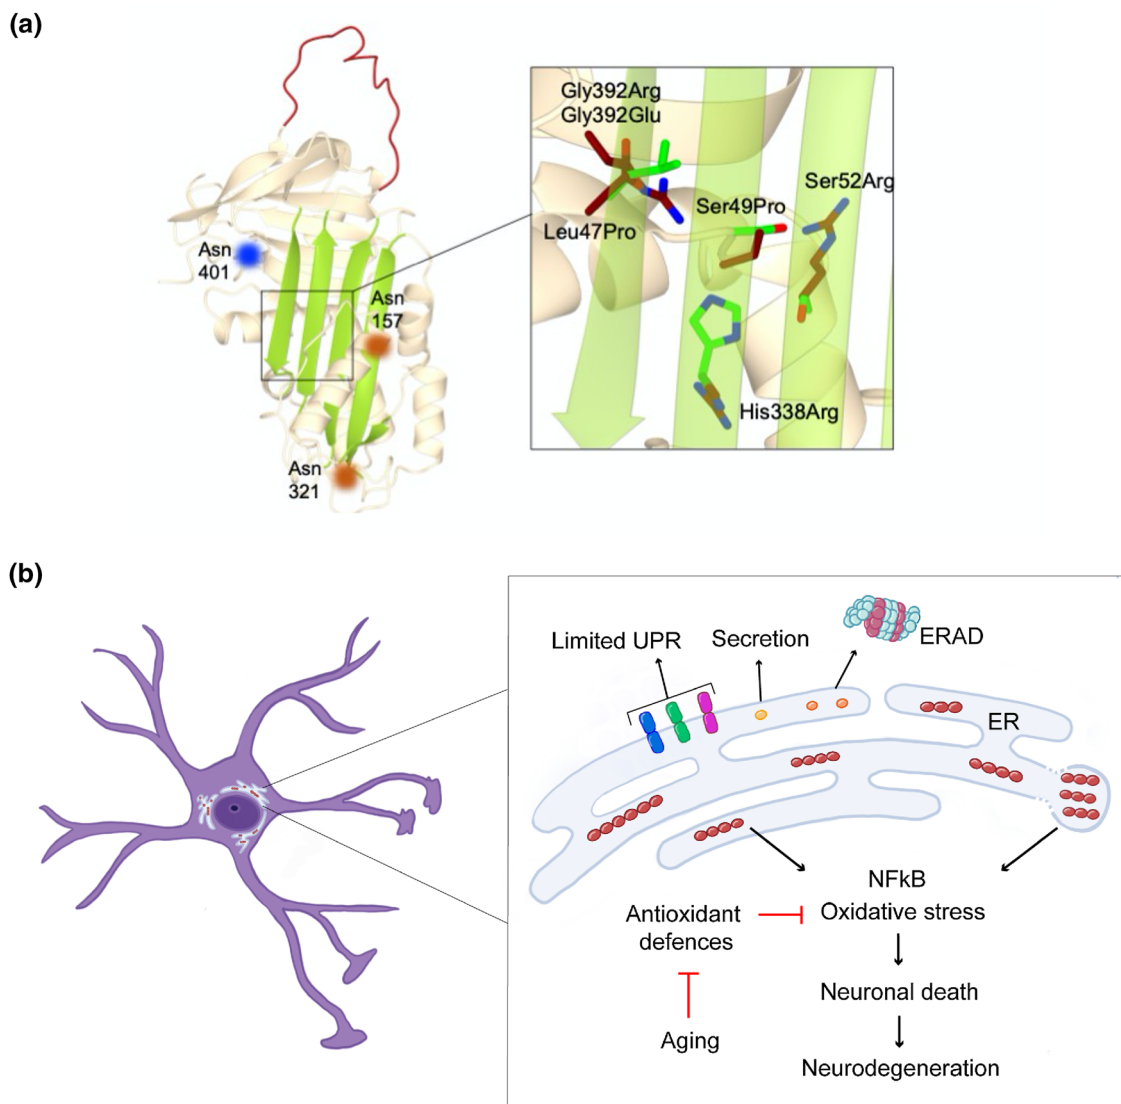 (a)
Asn
401
Asn
157
Asn
321
Gly392Arg
Gly392Glu
Leu47Pro
Ser49Pro
Ser52Arg
His338Arg
(b)
Limited UPR
Secretion
ERAD
ER
NFkB
Antioxidant
defences
Oxidative stress
Neuronal death
Aging
Neurodegeneration